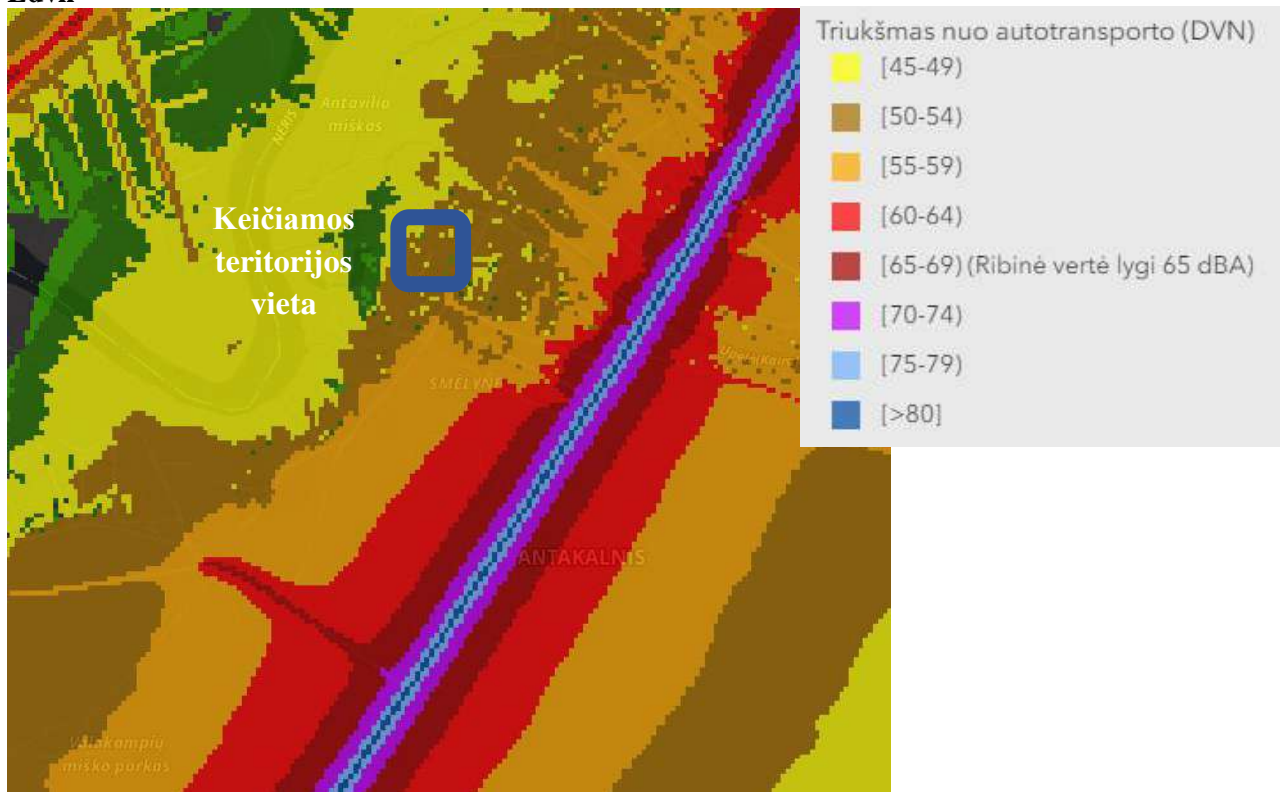 Triukšmas nuo autotransporto (DVN)
[45-49)
[50-54)
[55-59)
[60-64)
[65-69) (Ribinė vertė lygi 65 dBA)
[70-74)
[75-79)
[>80]
Antavilio
miškas
NERIS
Keičiamos
teritorijos
vieta
SMĖLYNĖ
ANTAKALNIS
Valakampių
miško parkas